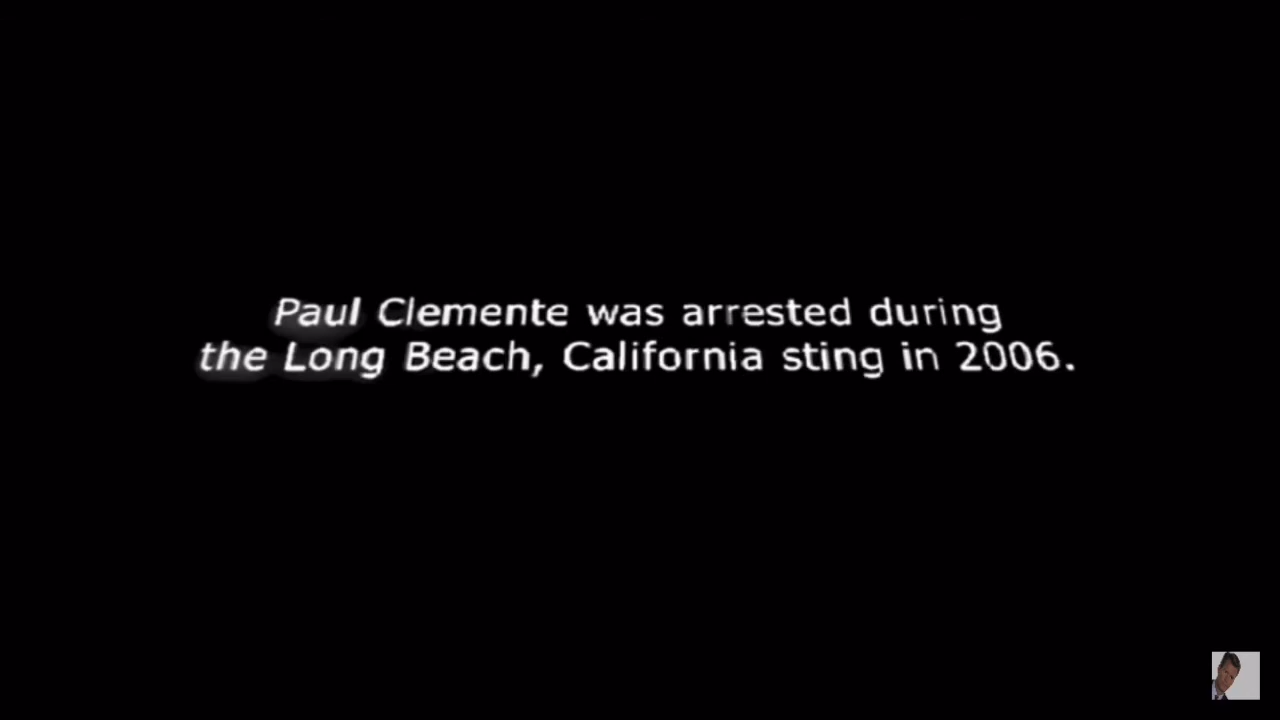 Paul Clemente was arrested during
the Long Beach, California sting in 2006.